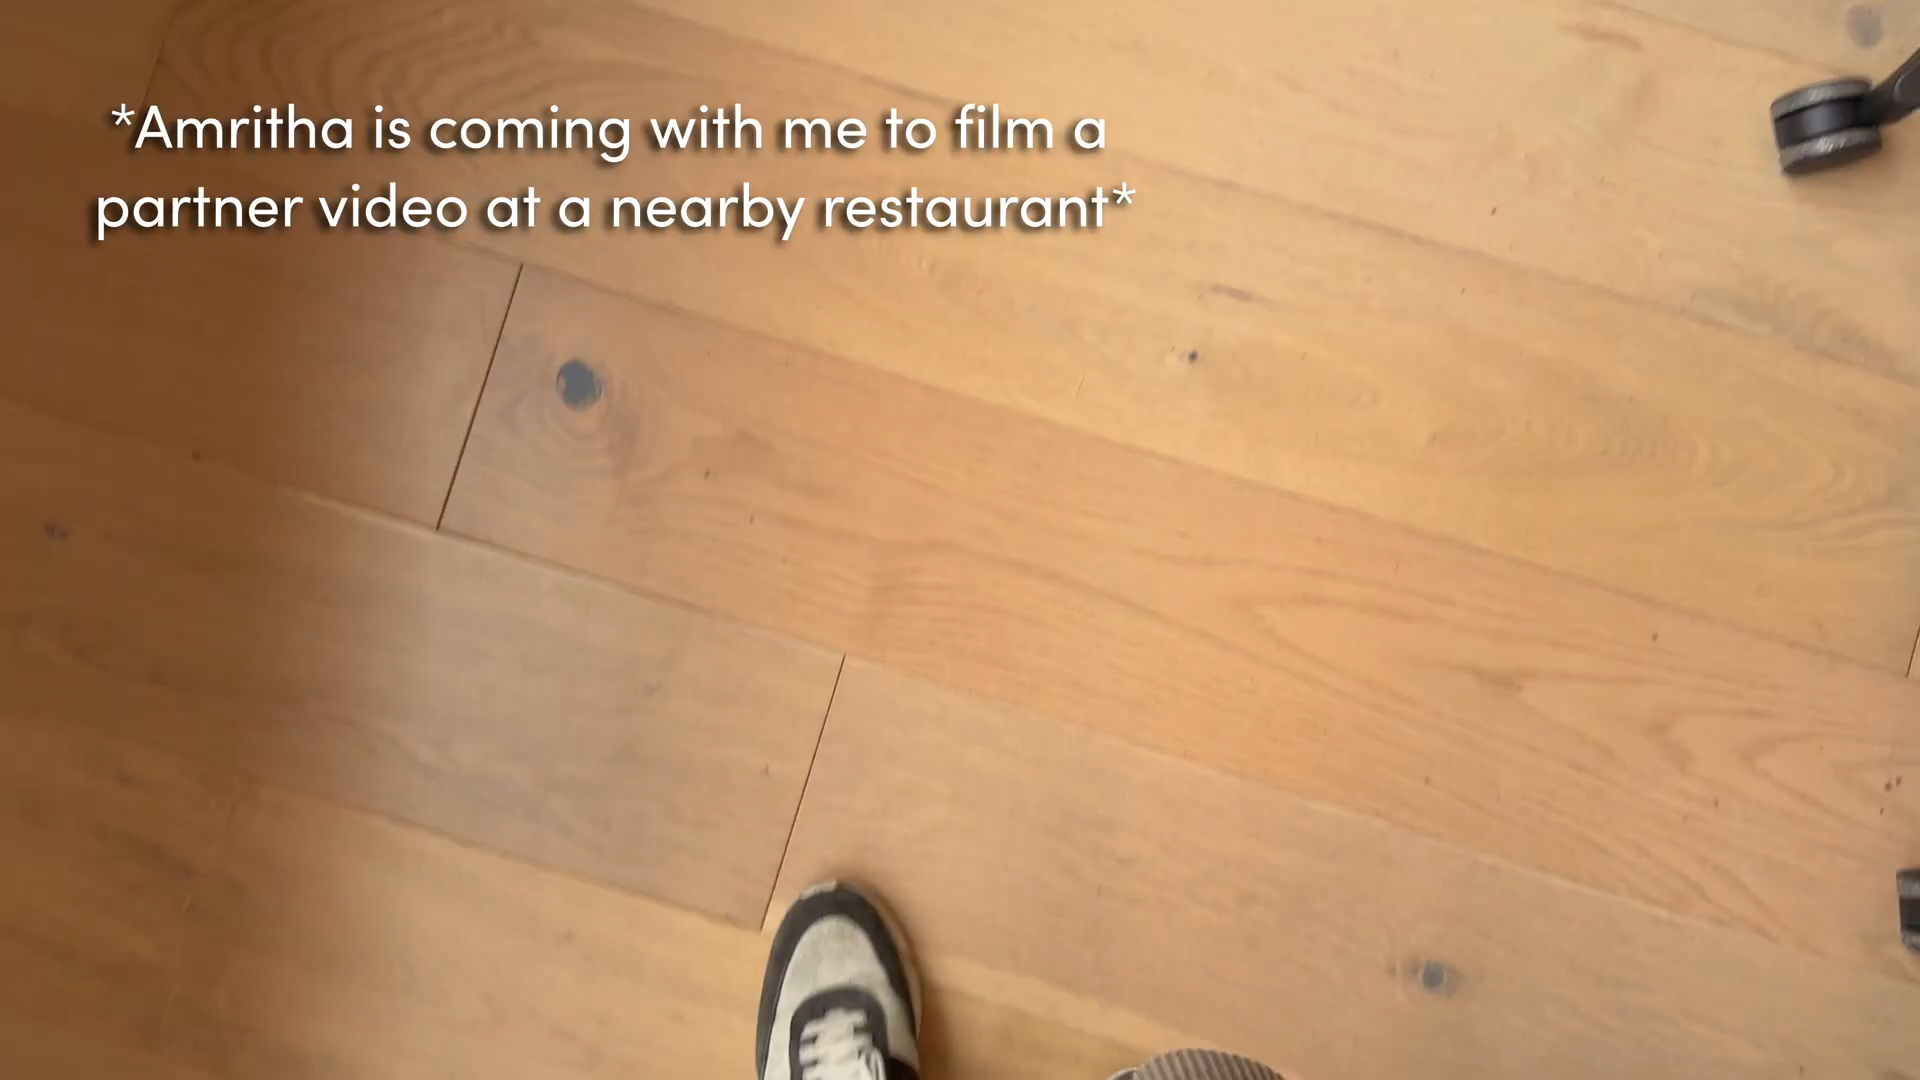 *Amritha is coming with me to film a
partner video at a nearby restaurant*